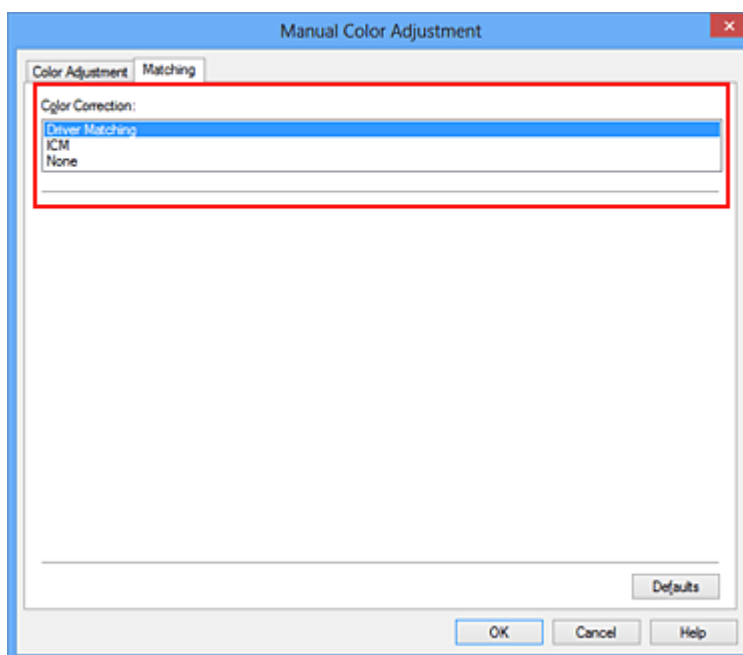 Manual Color Adjustment
Color Adjustment Matching
Color Correction:
Driver Matching
ICM
None
Defaults
OK Cancel Help